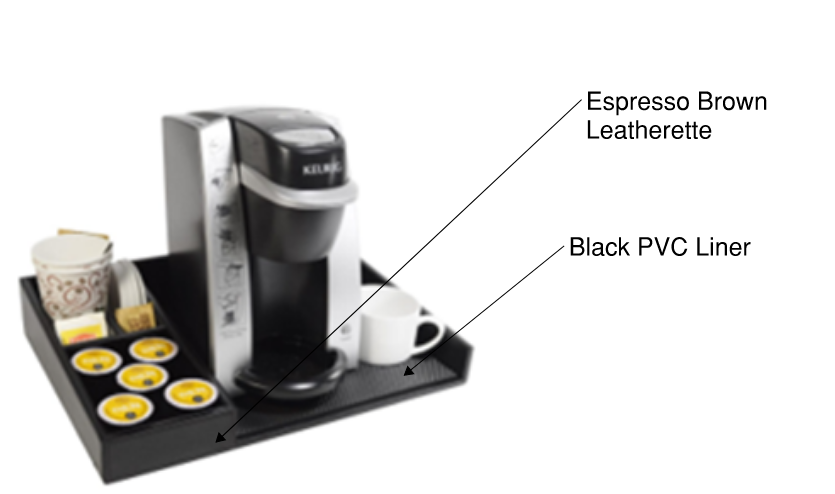 Espresso Brown
Leatherette
KEURIG
Black PVC Liner